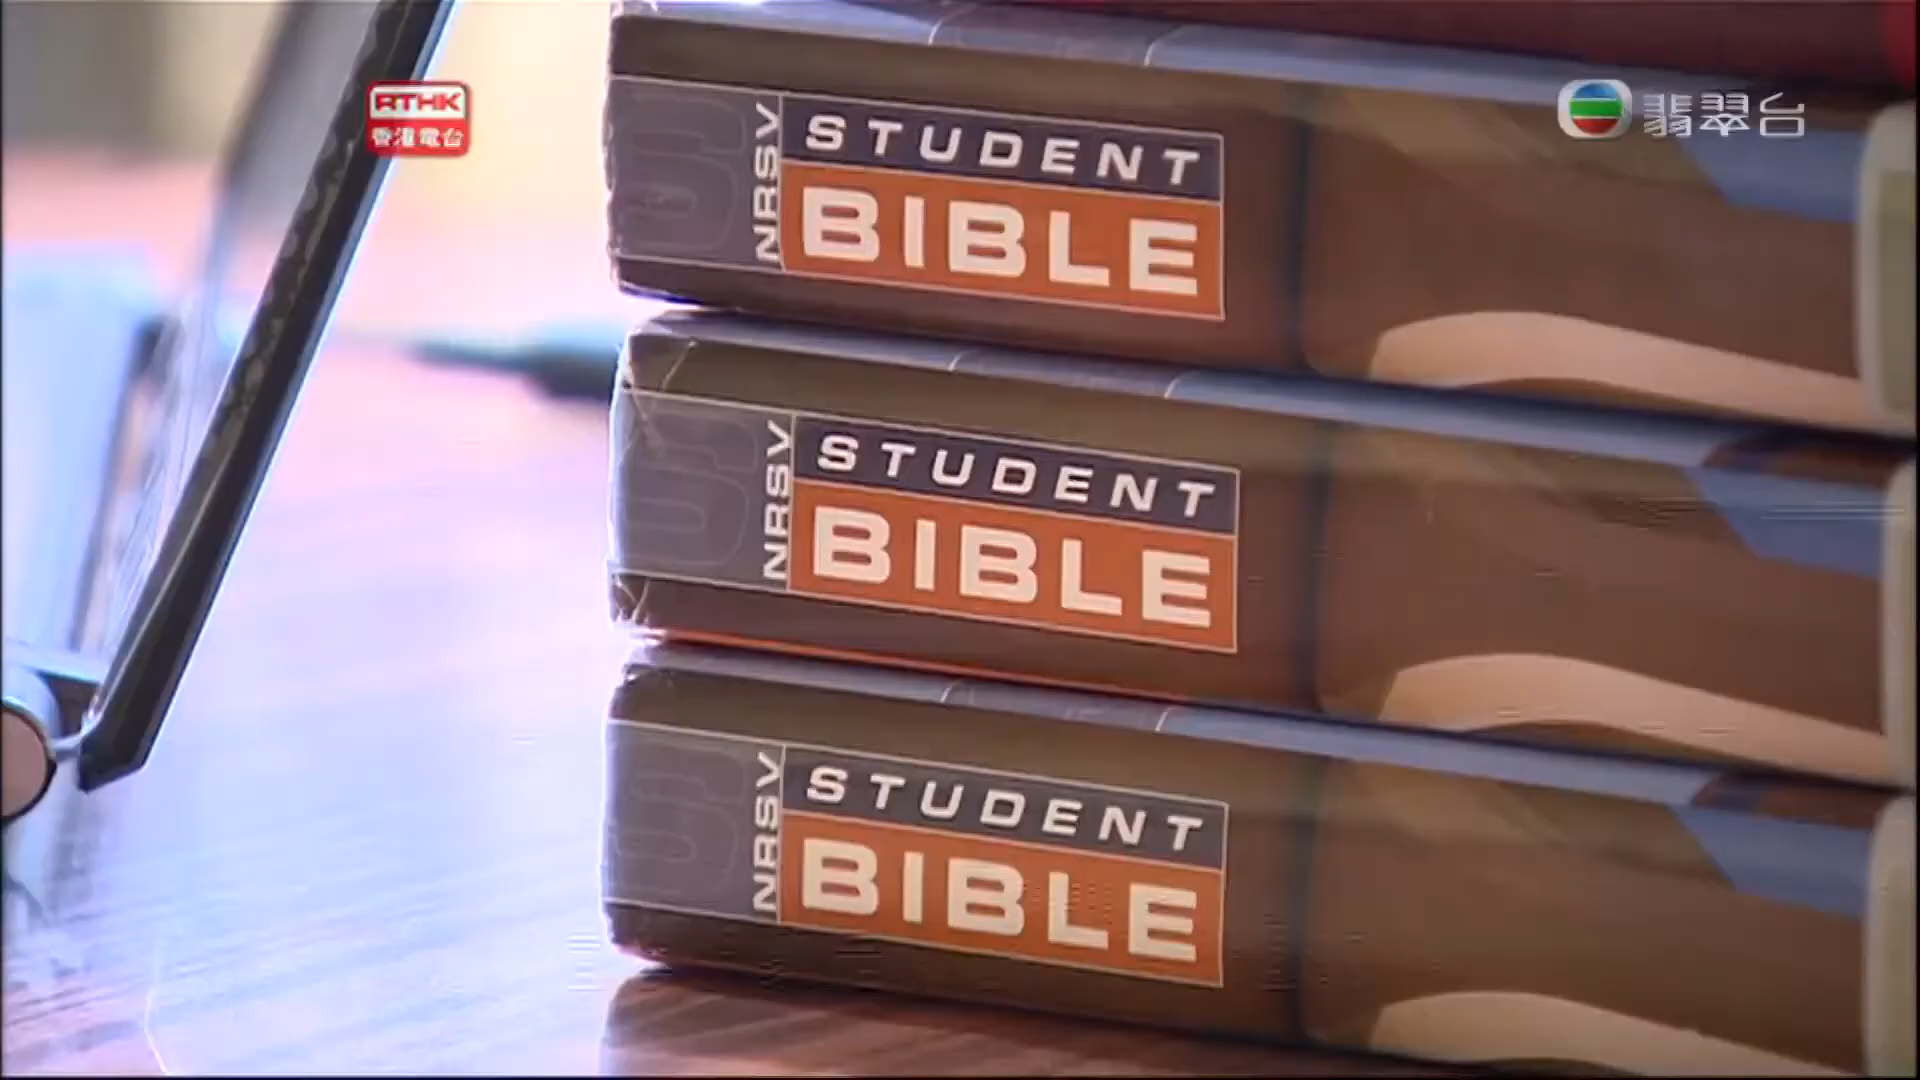 RTHK
香港電台
翡翠台
NRSV
STUDENT
BIBLE
NRSV
STUDENT
BIBLE
NRSV
STUDENT
BIBLE